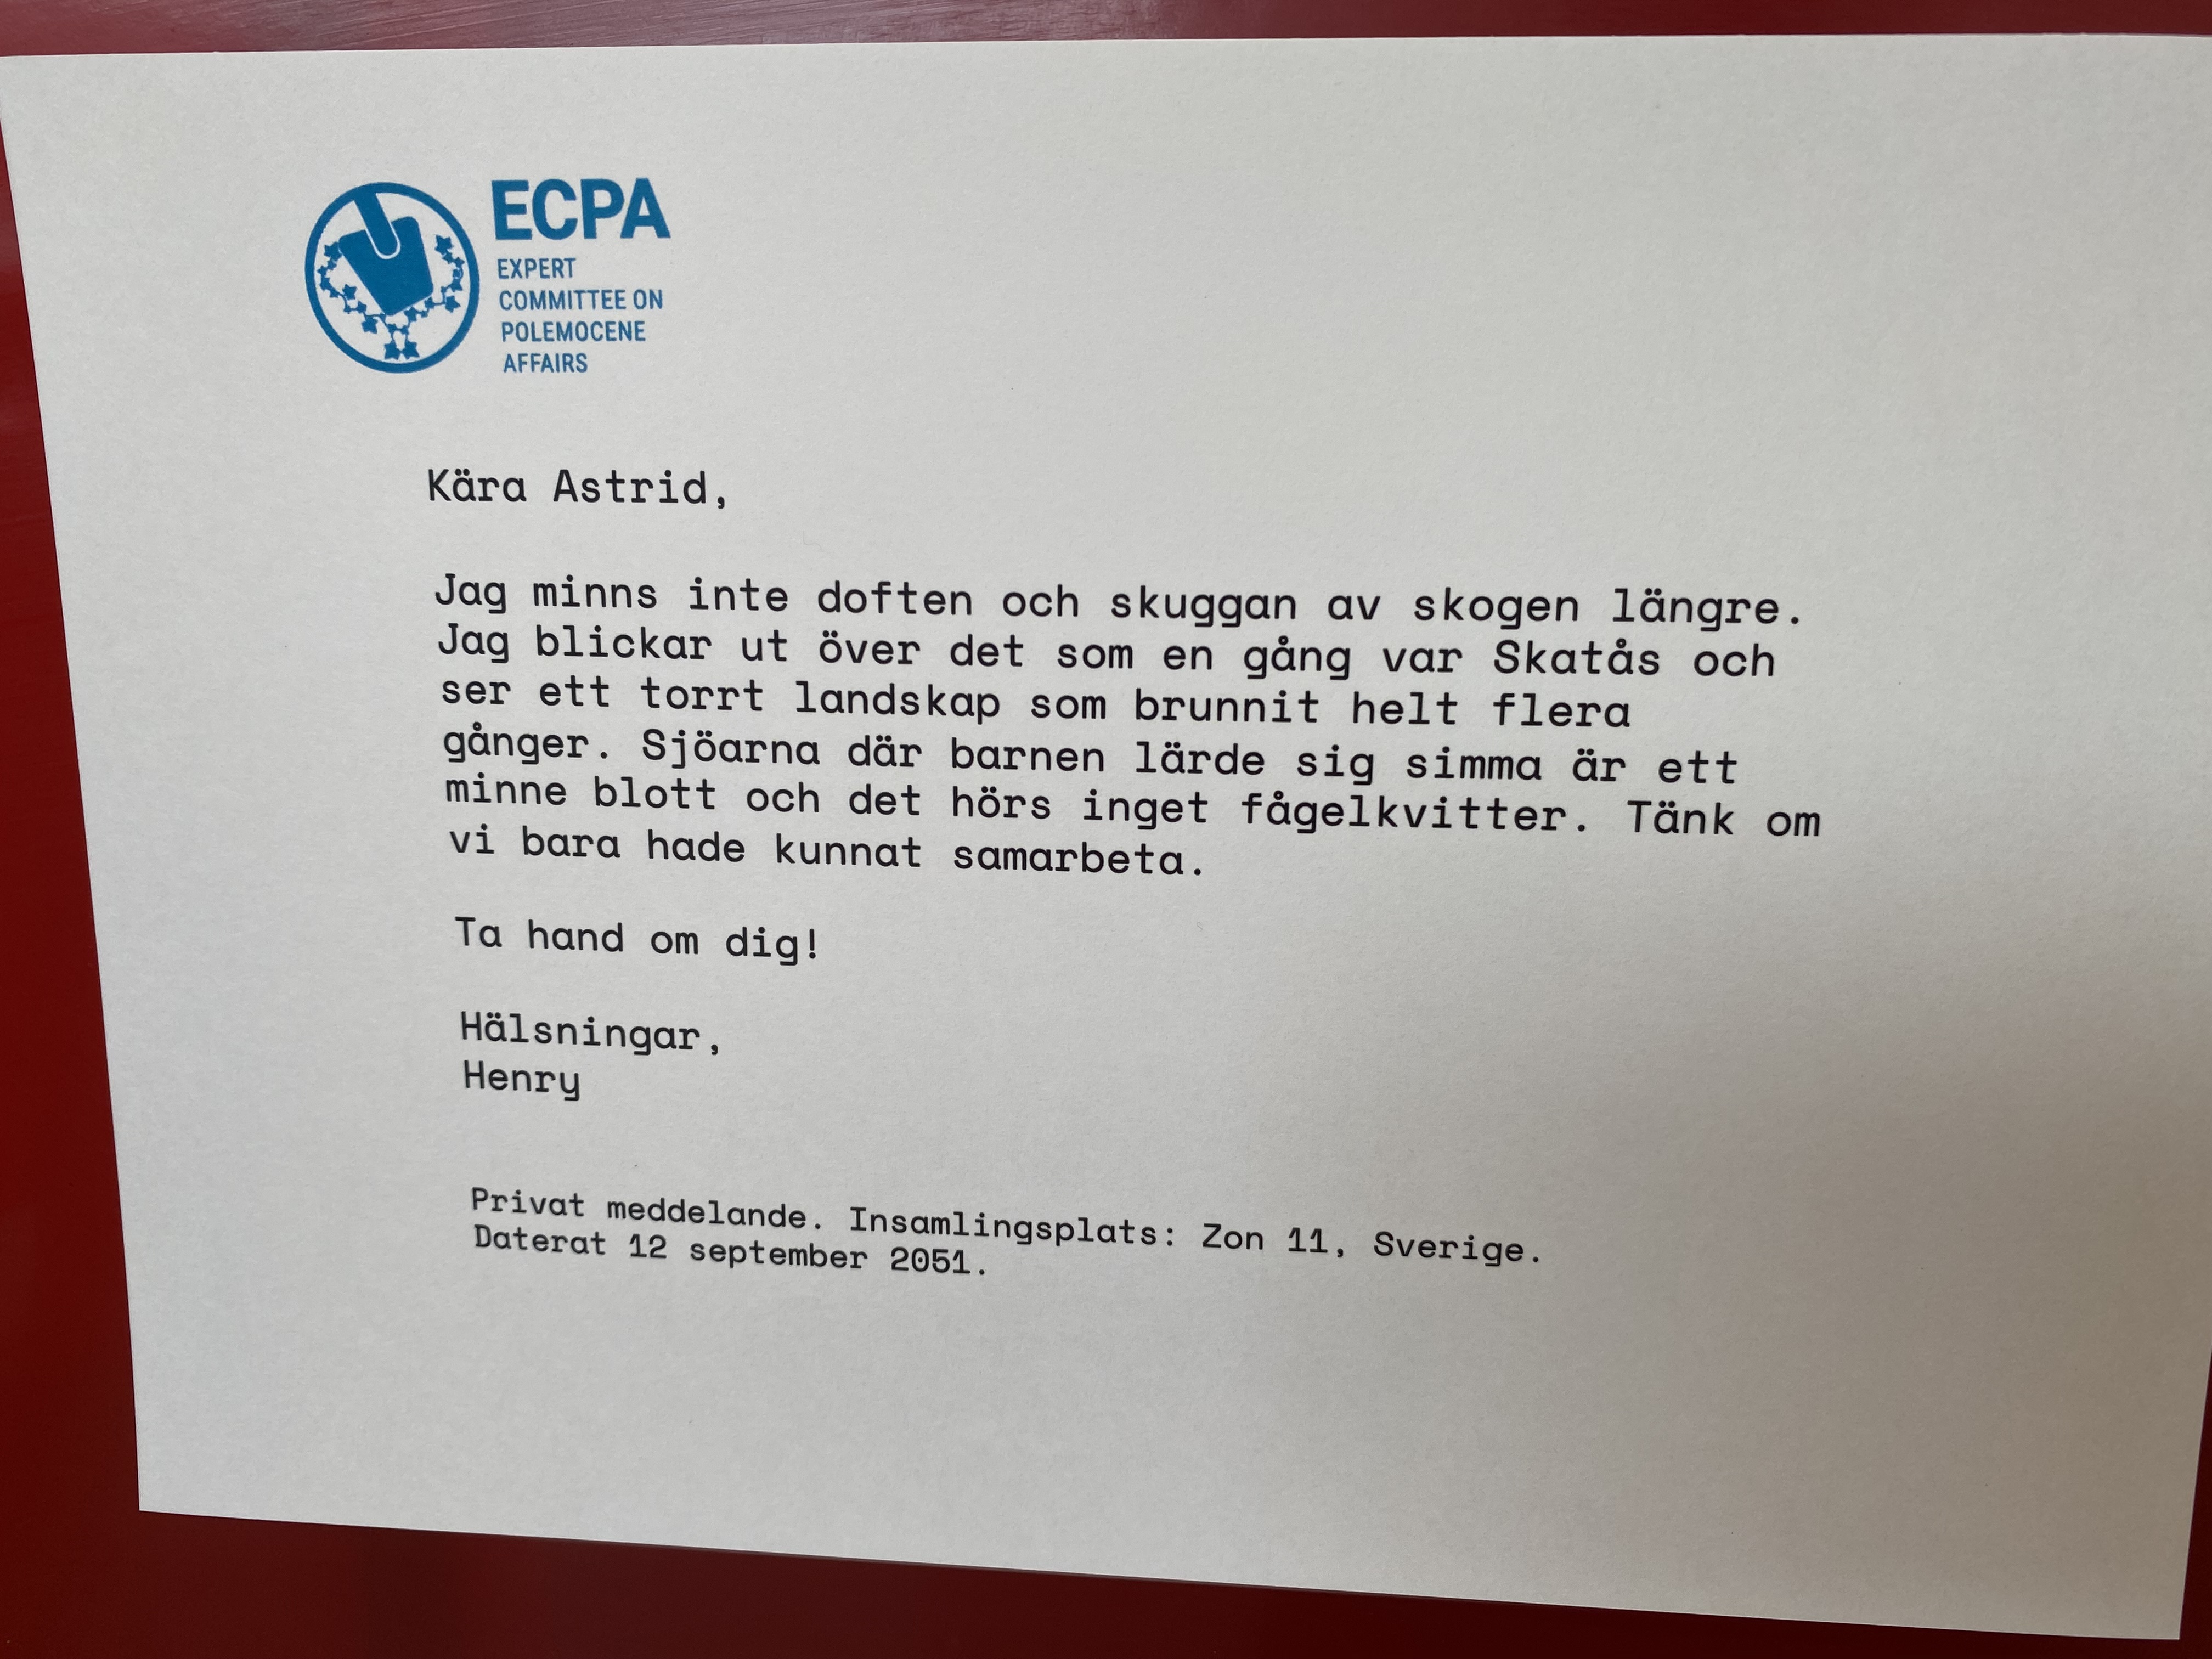 ECPA
EXPERT
COMMITTEE ON
POLEMOCENE
AFFAIRS
Kära Astrid,
Jag minns inte doften och skuggan av skogen längre.
Jag blickar ut över det som en gång var Skatås och
ser ett torrt landskap som brunnit helt flera
gånger. Sjöarna där barnen lärde sig simma är ett
minne blott och det hörs inget fågelkvitter. Tänk om
vi bara hade kunnat samarbeta.
Ta hand om dig!
Hälsningar,
Henry
Privat meddelande. Insamlingsplats: Zon 11, Sverige.
Daterat 12 september 2051.